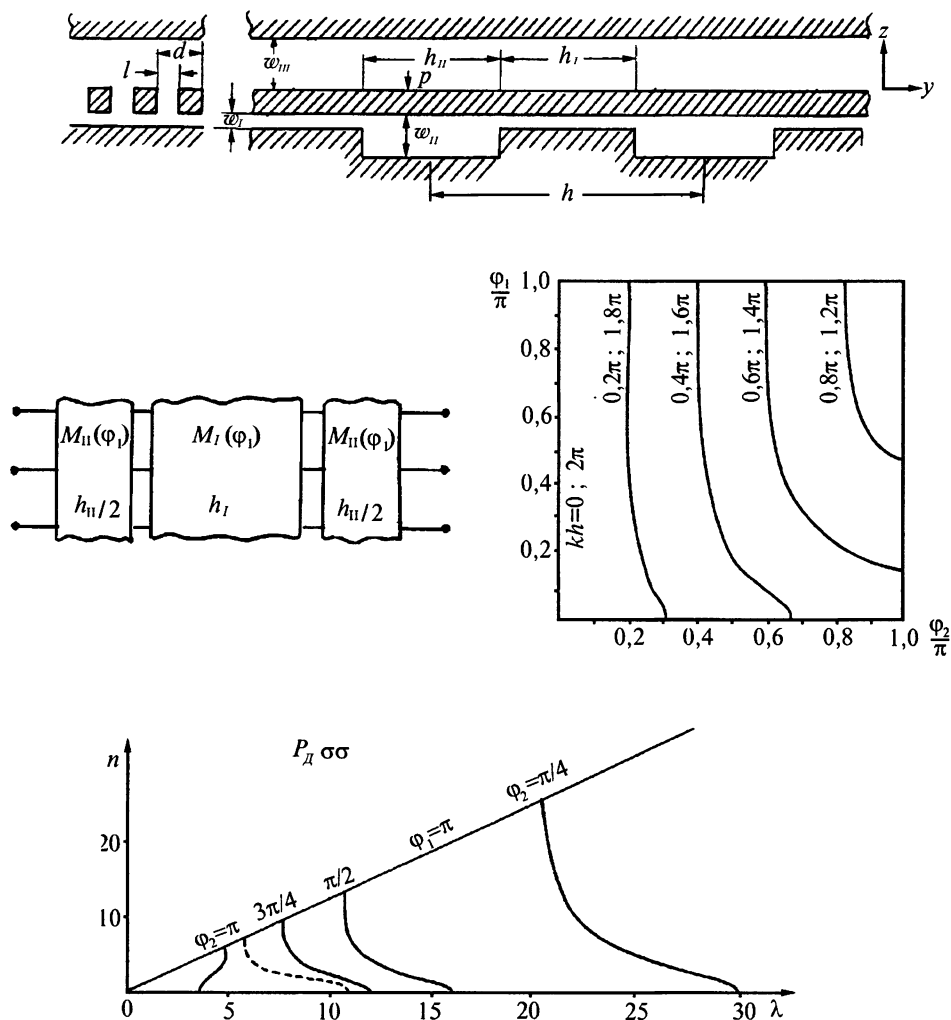 z
y
l
d
w_III
h_II
p
h_I
w_I
w_II
h
M_II(φ_1)
M_I(φ_1)
M_II(φ_1)
h_II/2
h_I
h_II/2
φ_1/π
1,0
0,8
0,6
0,4
0,2
kh=0 ; 2π
0,2π ; 1,8π
0,4π ; 1,6π
0,6π ; 1,4π
0,8π ; 1,2π
0,2
0,4
0,6
0,8
1,0
φ_2/π
n
P_Д σσ
20
10
φ_2=π
3π/4
π/2
φ_1=π
φ_2=π/4
0
5
10
15
20
25
30
λ